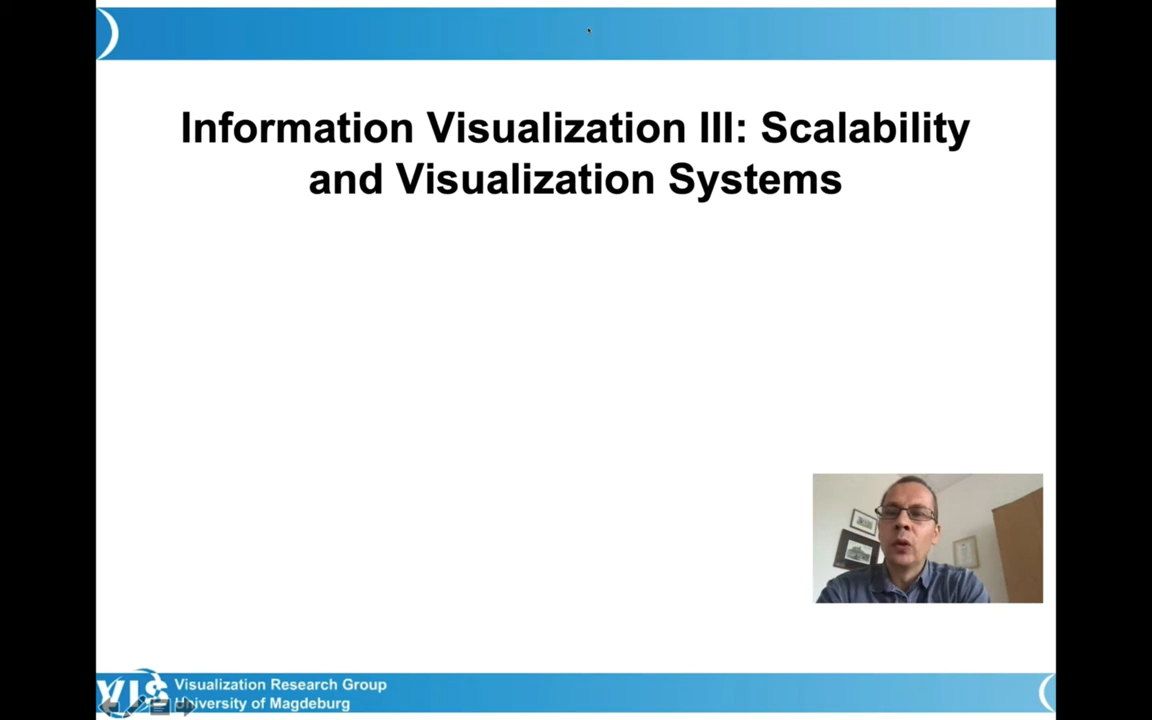 Information Visualization III: Scalability
and Visualization Systems
VIS
Visualization Research Group
University of Magdeburg